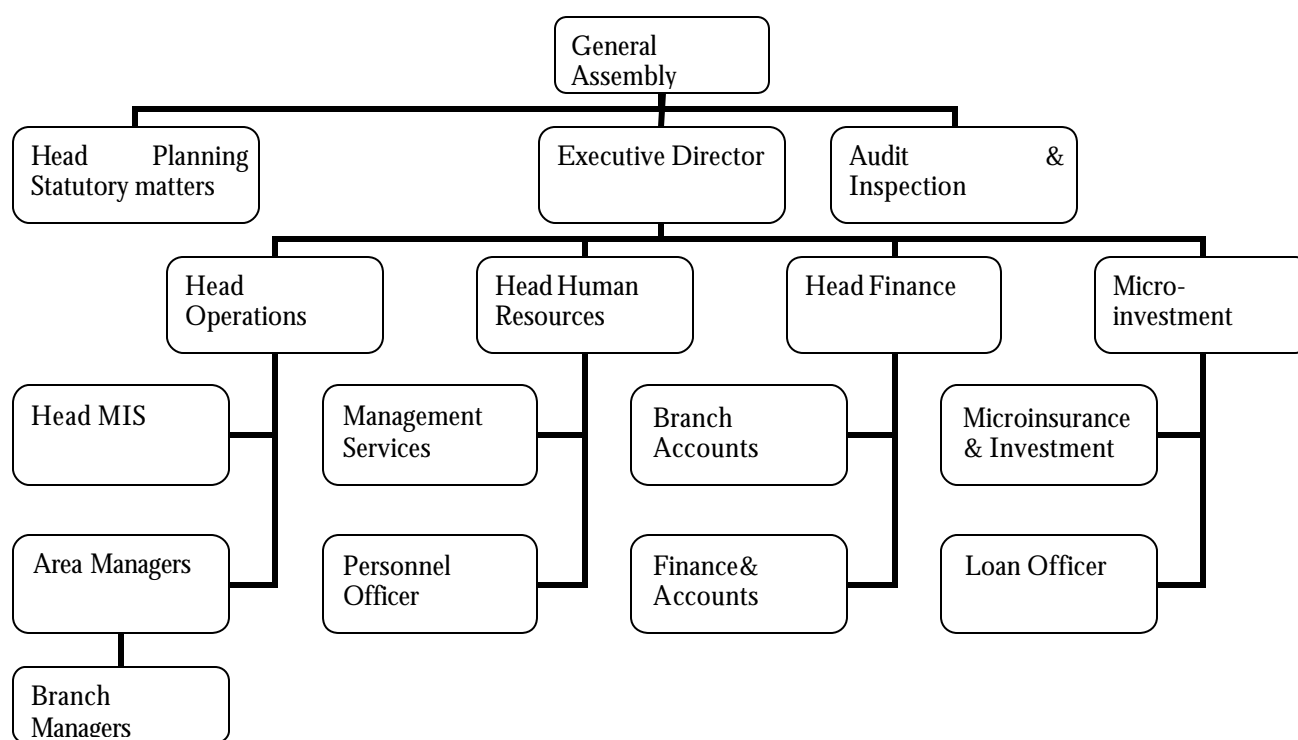 General
Assembly
Head Planning
Statutory matters
Executive Director
Audit &
Inspection
Head
Operations
Head Human
Resources
Head Finance
Micro-
investment
Head MIS
Management
Services
Branch
Accounts
Microinsurance
& Investment
Area Managers
Personnel
Officer
Finance&
Accounts
Loan Officer
Branch
Managers